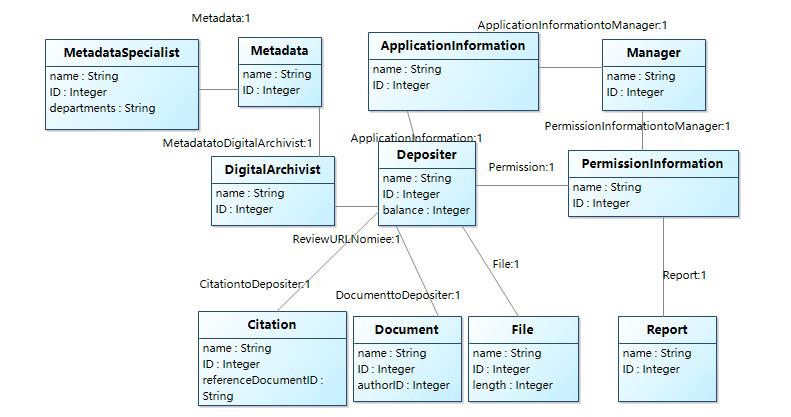 Metadata:1
ApplicationInformationtoManager:1
MetadataSpecialist
name : String
ID : Integer
departments : String
Metadata
name : String
ID : Integer
ApplicationInformation
name : String
ID : Integer
Manager
name : String
ID : Integer
MetadatatoDigitalArchivist:1
ApplicationInformation:1
PermissionInformationtoManager:1
DigitalArchivist
name : String
ID : Integer
Depositer
name : String
ID : Integer
balance : Integer
Permission:1
PermissionInformation
name : String
ID : Integer
ReviewURLNomiee:1
File:1
Report:1
CitationtoDepositer:1
DocumenttoDepositer:1
Citation
name : String
ID : Integer
referenceDocumentID :
String
Document
name : String
ID : Integer
authorID : Integer
File
name : String
ID : Integer
length : Integer
Report
name : String
ID : Integer